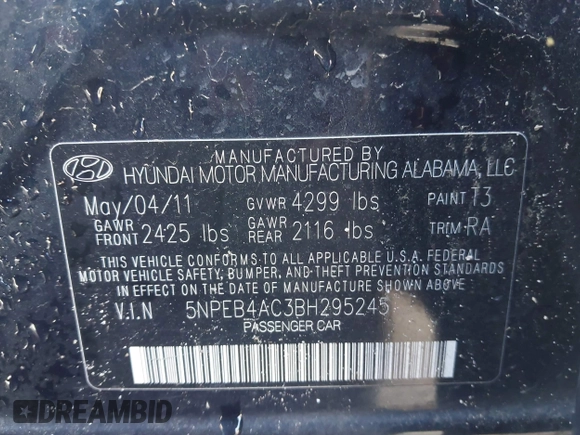 MANUFACTURED BY
HYUNDAI MOTOR MANUFACTURING ALABAMA, LLC
May/04/11 GVWR 4299 lbs PAINT T3
GAWR FRONT 2425 lbs GAWR REAR 2116 lbs TRIM RA
THIS VEHICLE CONFORMS TO ALL APPLICABLE U.S.A. FEDERAL
MOTOR VEHICLE SAFETY, BUMPER, AND THEFT PREVENTION
STANDARDS IN EFFECT ON THE DATE OF MANUFACTURE SHOWN ABOVE.
V.I.N 5NPEB4AC3BH295245
PASSENGER CAR
DREAMBID